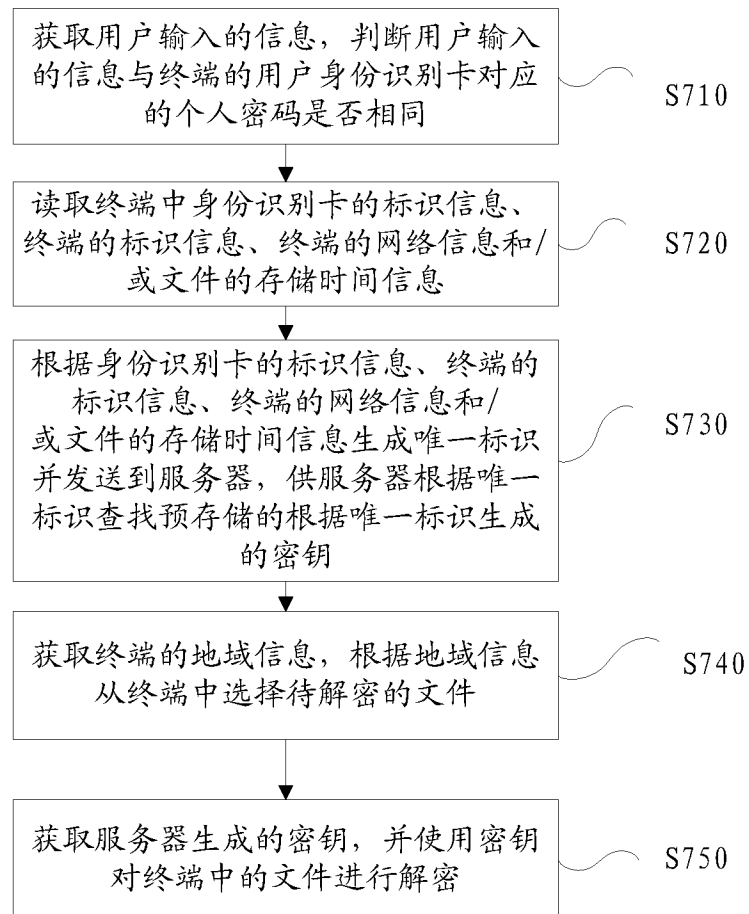 获取用户输入的信息，判断用户输入
的信息与终端的用户身份识别卡对应
的个人密码是否相同
S710
读取终端中身份识别卡的标识信息、
终端的标识信息、终端的网络信息和/
或文件的存储时间信息
S720
根据身份识别卡的标识信息、终端的
标识信息、终端的网络信息和/
或文件的存储时间信息生成唯一标识
并发送到服务器，供服务器根据唯一
标识查找预存储的根据唯一标识生成
的密钥
S730
获取终端的地域信息，根据地域信息
从终端中选择待解密的文件
S740
获取服务器生成的密钥，并使用密钥
对终端中的文件进行解密
S750